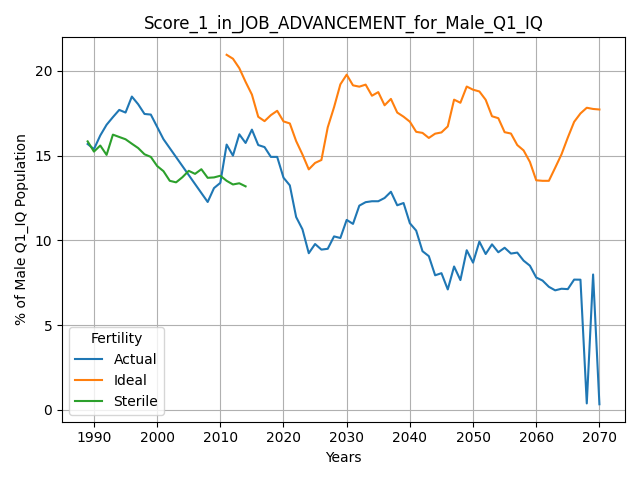 Score_1_in_JOB_ADVANCEMENT_for_Male_Q1_IQ
% of Male Q1_IQ Population
20
15
10
5
0
Fertility
Actual
Ideal
Sterile
1990 2000 2010 2020 2030 2040 2050 2060 2070
Years